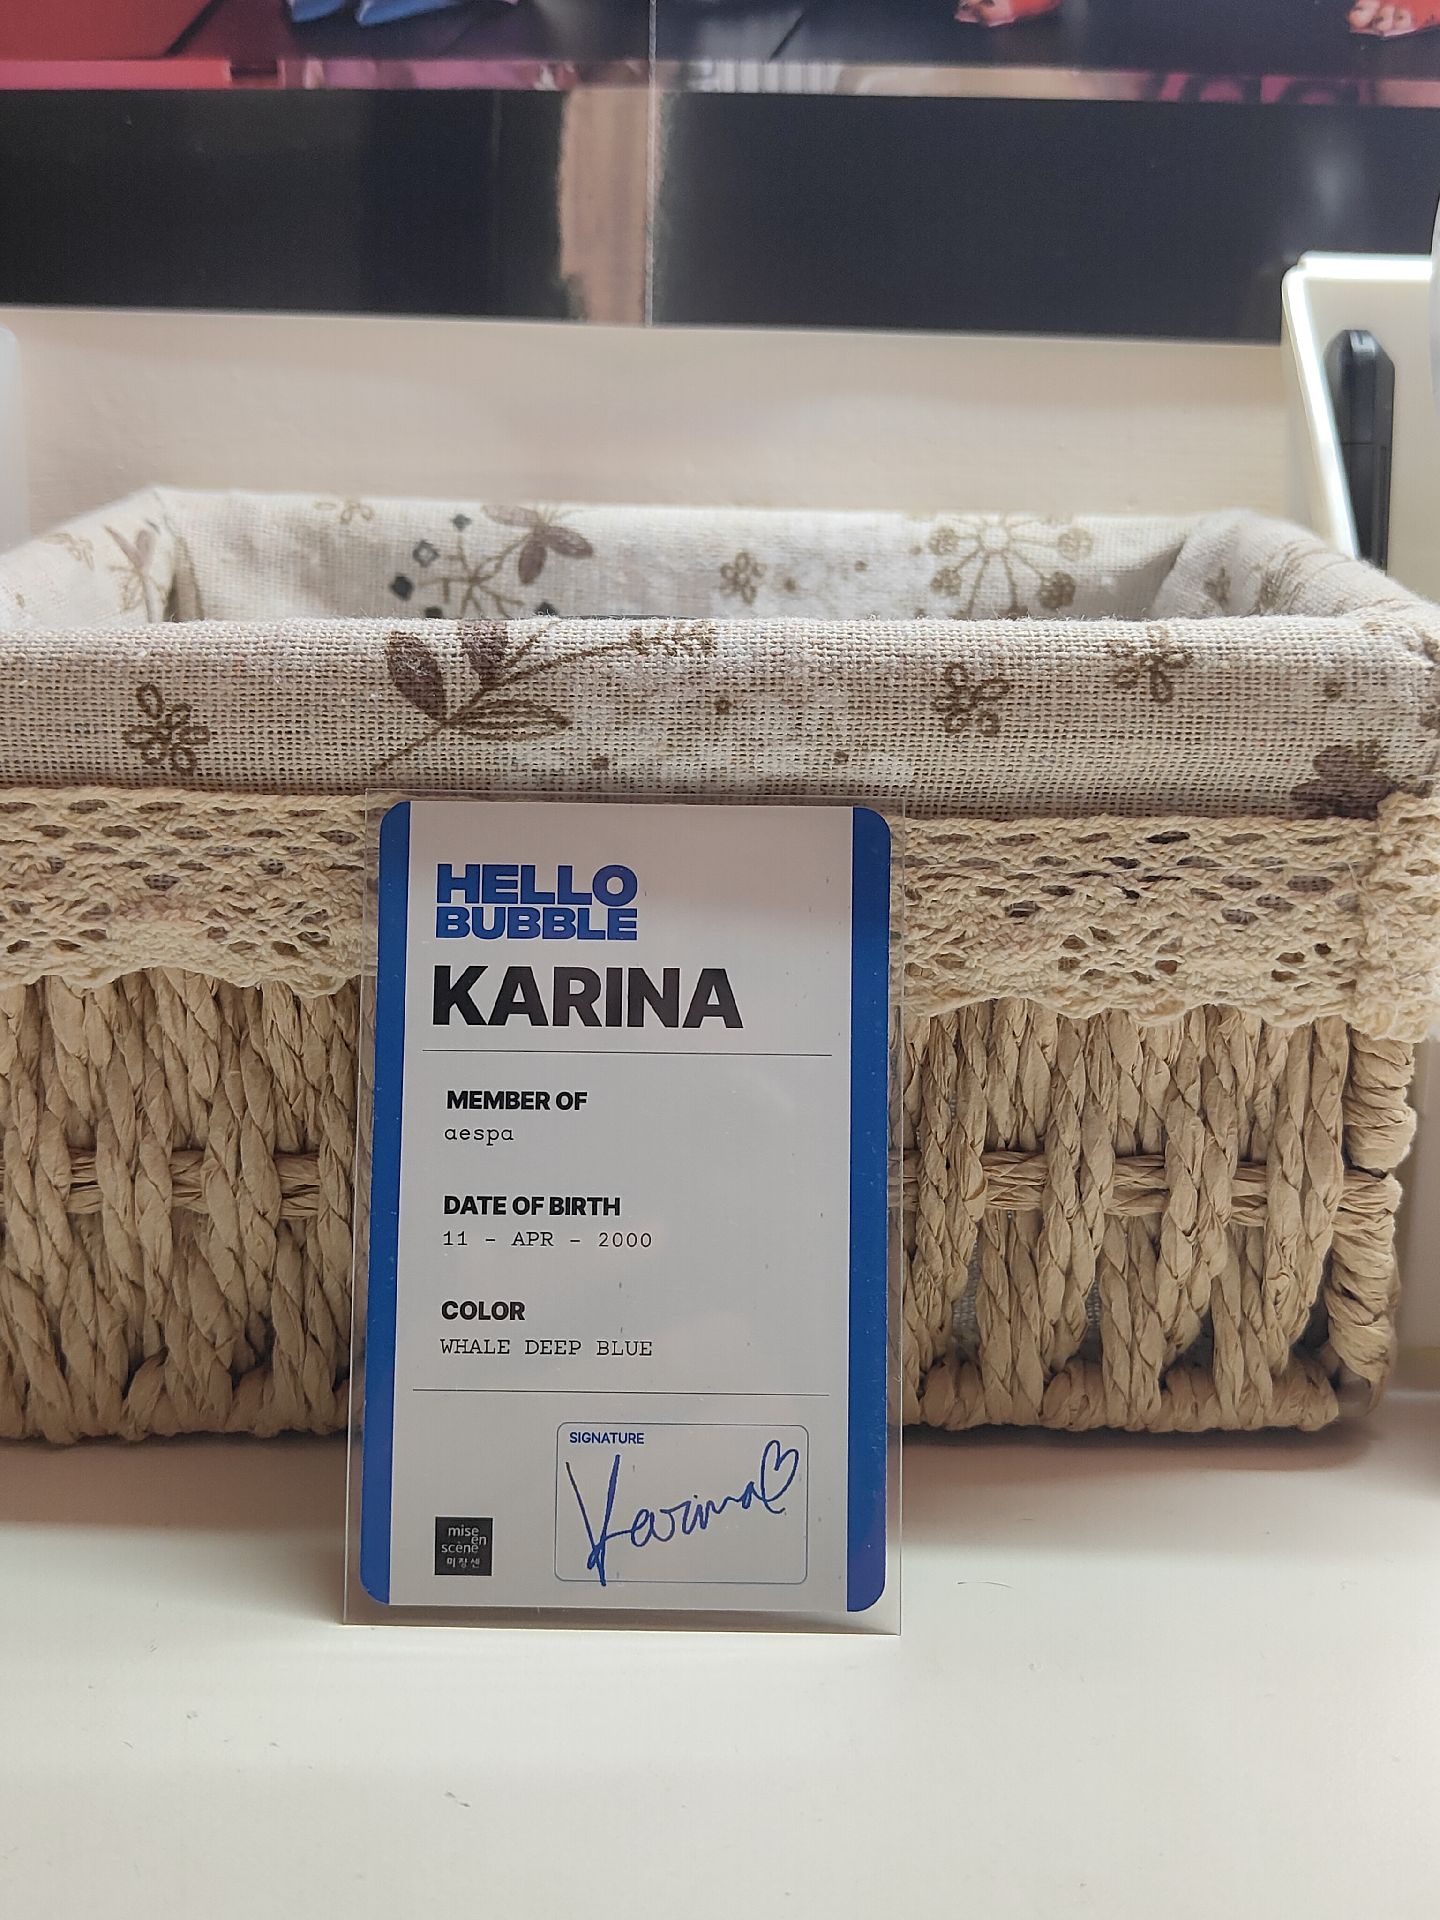 HELLO
BUBBLE
KARINA
MEMBER OF
aespa
DATE OF BIRTH
11 - APR - 2000
COLOR
WHALE DEEP BLUE
SIGNATURE
Karina
mise
en
scène
미쟝센